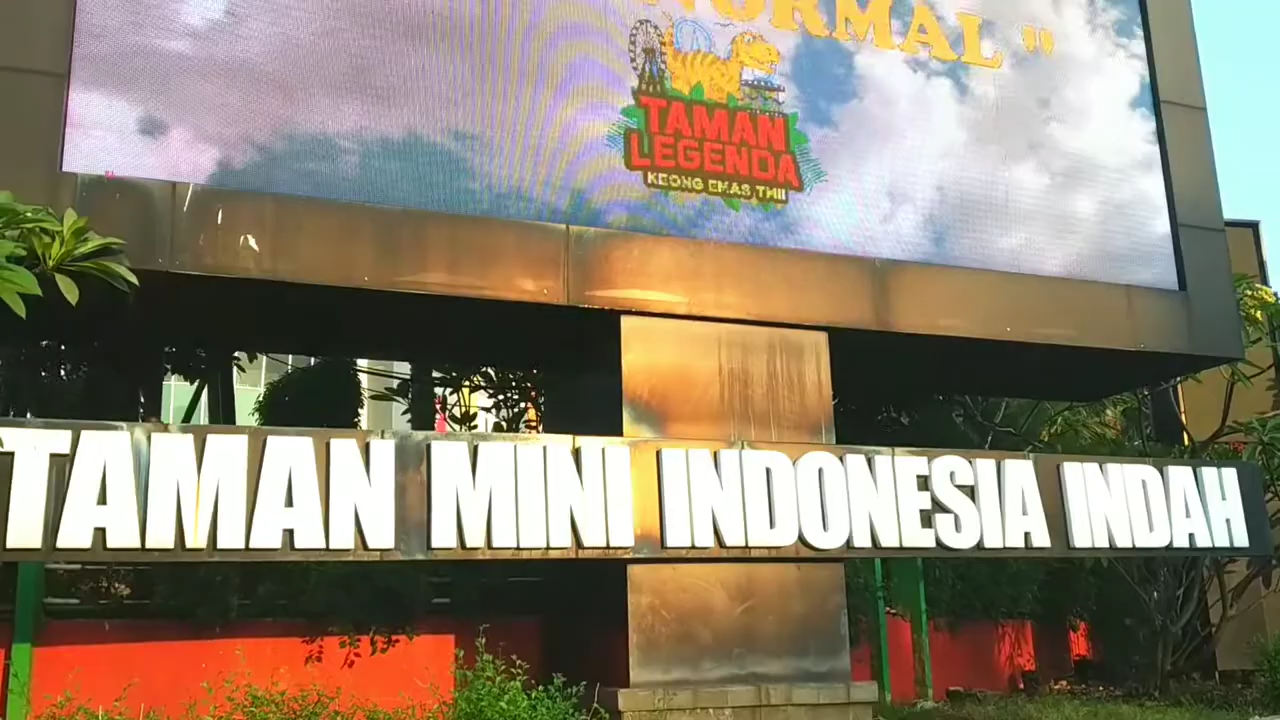 NORMAL "
TAMAN
LEGENDA
KEONG EMAS TMII
TAMAN MINI INDONESIA INDAH